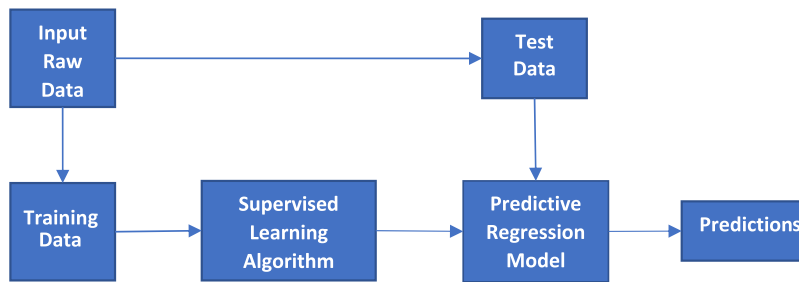 Input
Raw
Data
Test
Data
Training
Data
Supervised
Learning
Algorithm
Predictive
Regression
Model
Predictions